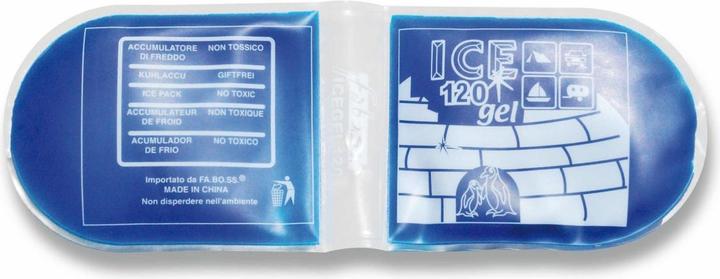 ACCUMULATORE DI FREDDO NON TOSSICO
KUHLACCU GIFTFREI
ICE PACK NO TOXIC
ACCUMULATEUR DE FROID NON TOXIQUE
ACUMULADOR DE FRIO NO TOXICO
Importato da FA.BO.SS.®
MADE IN CHINA
Non disperdere nell'ambiente
ICEGEL120
ICE
120
gel